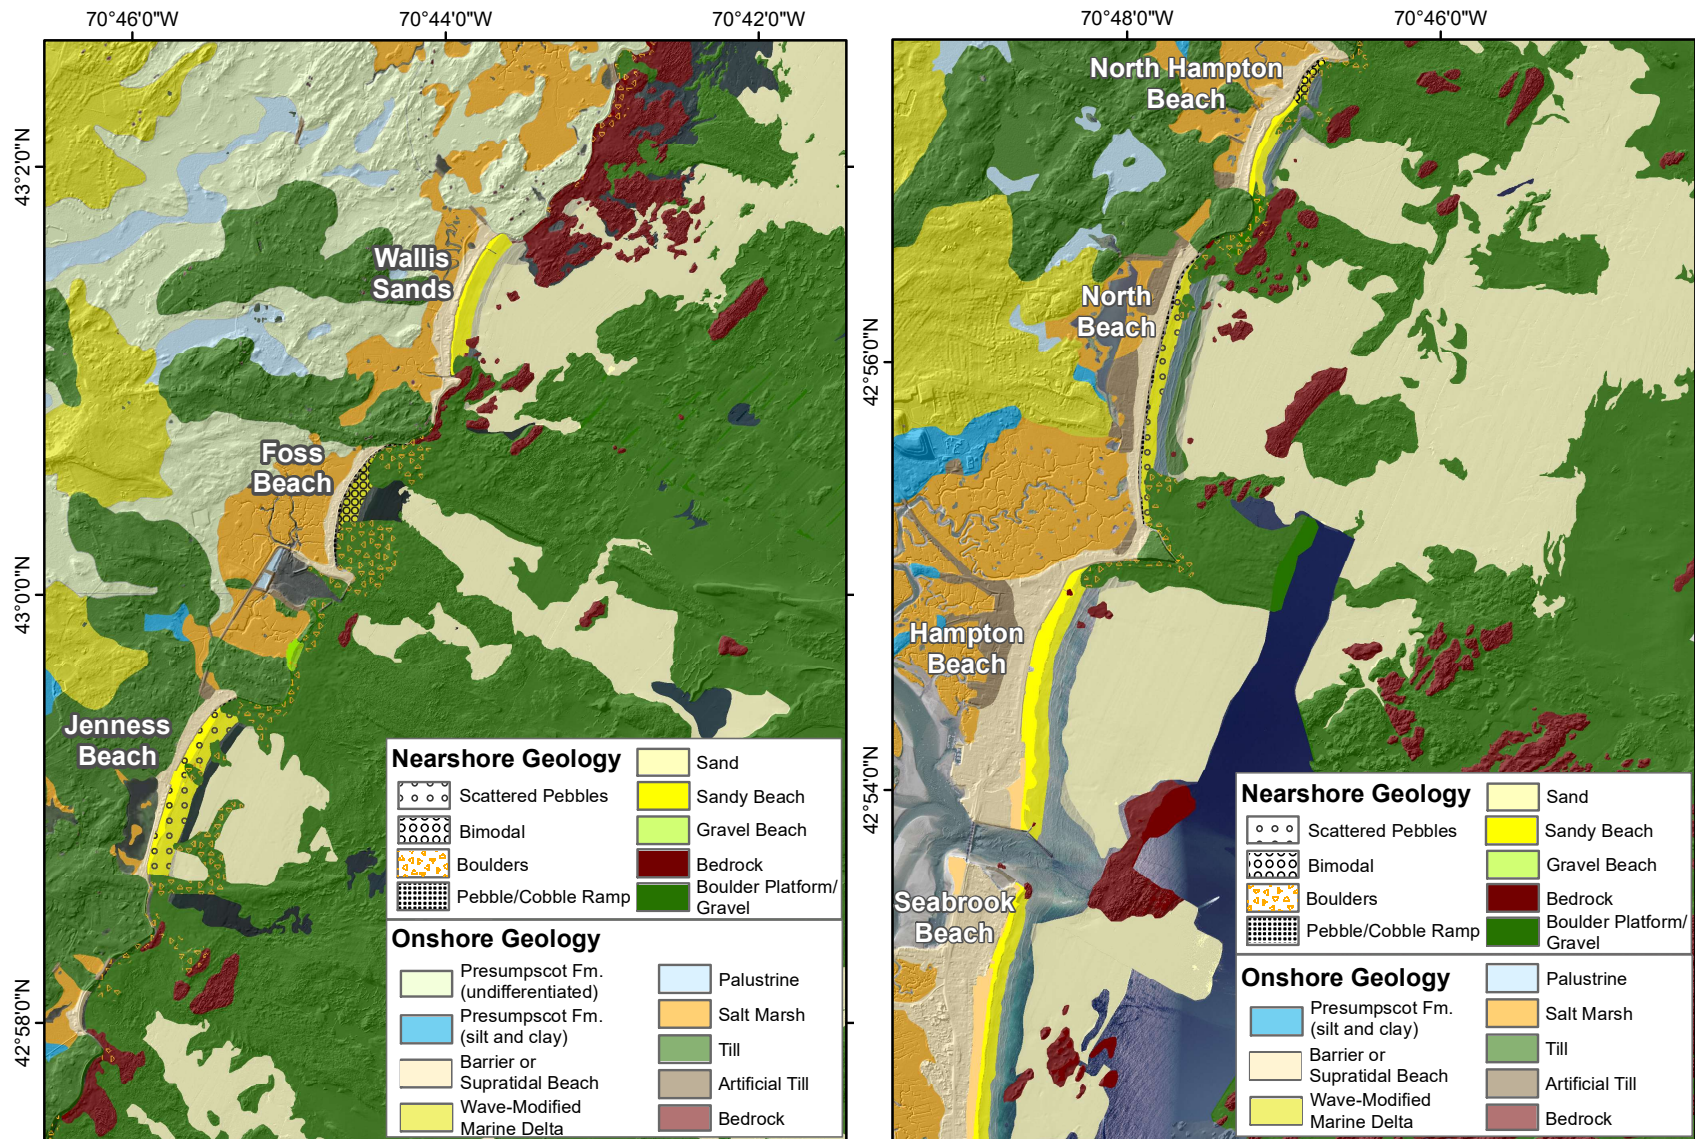 70°46'0"W
70°44'0"W
70°42'0"W
43°2'0"N
43°0'0"N
42°58'0"N
Wallis
Sands
Foss
Beach
Jenness
Beach
Nearshore Geology
Scattered Pebbles
Bimodal
Boulders
Pebble/Cobble Ramp
Sand
Sandy Beach
Gravel Beach
Bedrock
Boulder Platform/
Gravel
Onshore Geology
Presumpscot Fm.
(undifferentiated)
Presumpscot Fm.
(silt and clay)
Barrier or
Supratidal Beach
Wave-Modified
Marine Delta
Palustrine
Salt Marsh
Till
Artificial Till
Bedrock
70°48'0"W
70°46'0"W
42°56'0"N
42°54'0"N
North Hampton
Beach
North
Beach
Hampton
Beach
Seabrook
Beach
Nearshore Geology
Scattered Pebbles
Bimodal
Boulders
Pebble/Cobble Ramp
Sand
Sandy Beach
Gravel Beach
Bedrock
Boulder Platform/
Gravel
Onshore Geology
Presumpscot Fm.
(silt and clay)
Barrier or
Supratidal Beach
Wave-Modified
Marine Delta
Palustrine
Salt Marsh
Till
Artificial Till
Bedrock